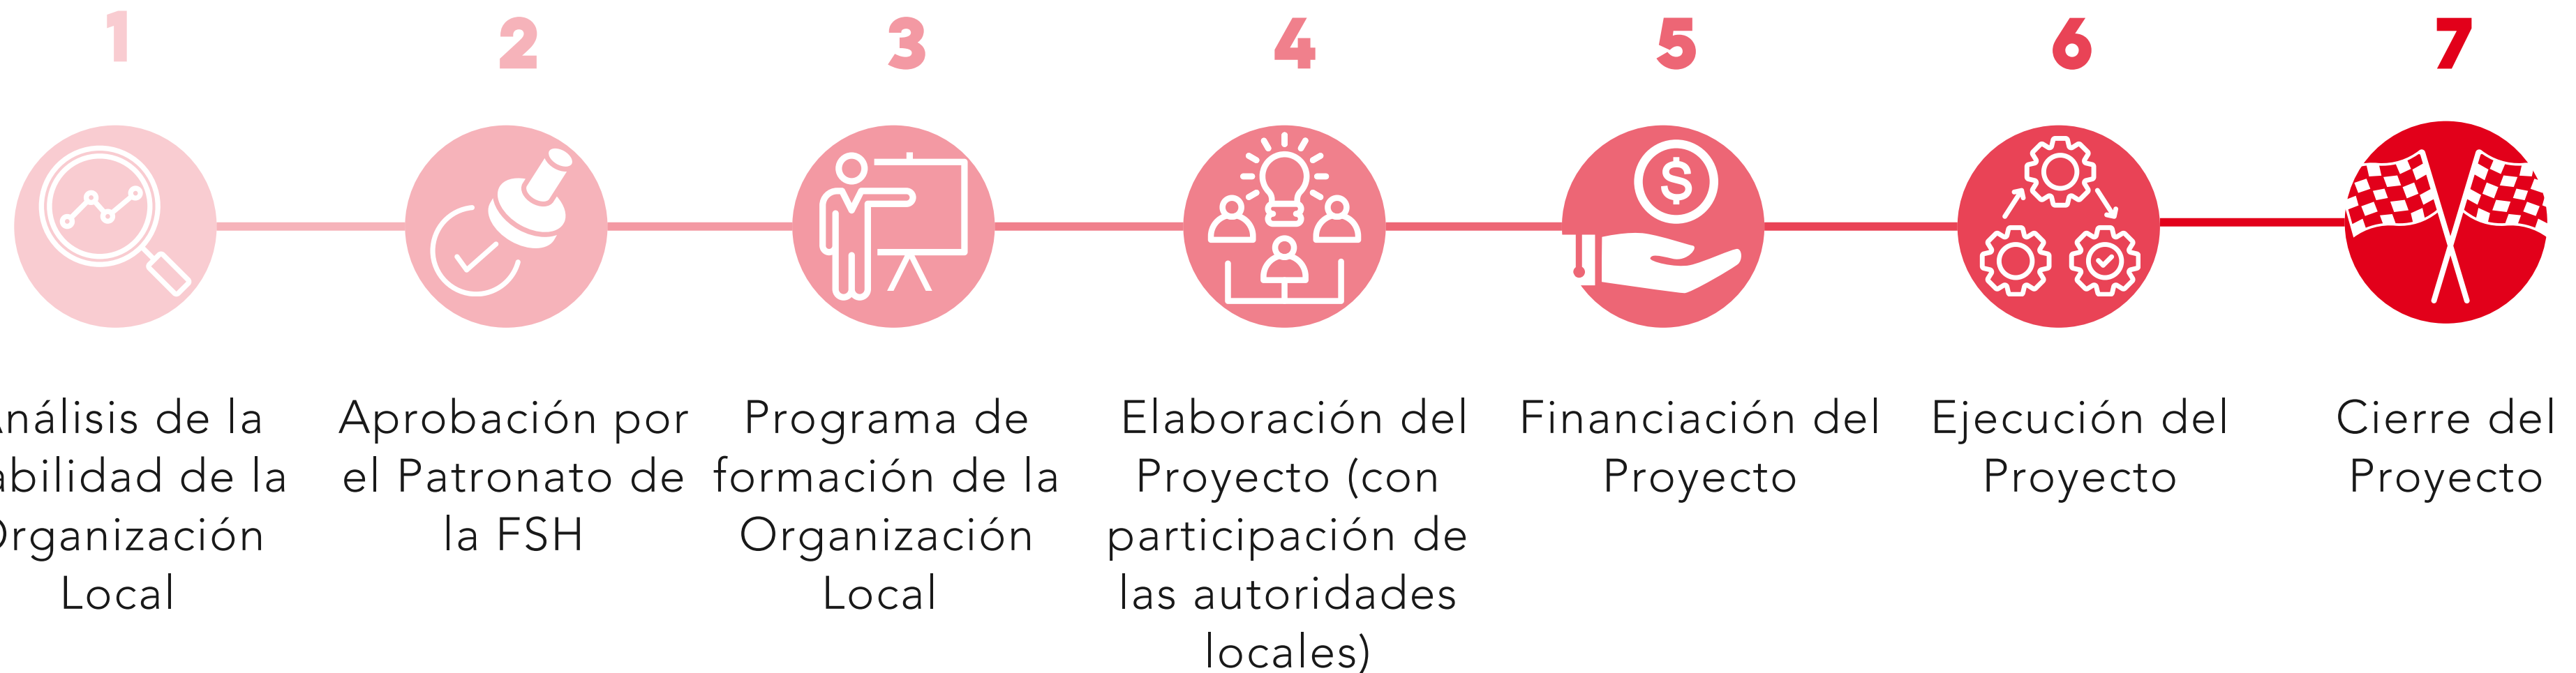 1
2
3
4
5
6
7
$
nálisis de la
abilidad de la
Organización
Local
Aprobación por
el Patronato de
la FSH
Programa de
formación de la
Organización
Local
Elaboración del
Proyecto (con
participación de
las autoridades
locales)
Financiación del
Proyecto
Ejecución del
Proyecto
Cierre del
Proyecto